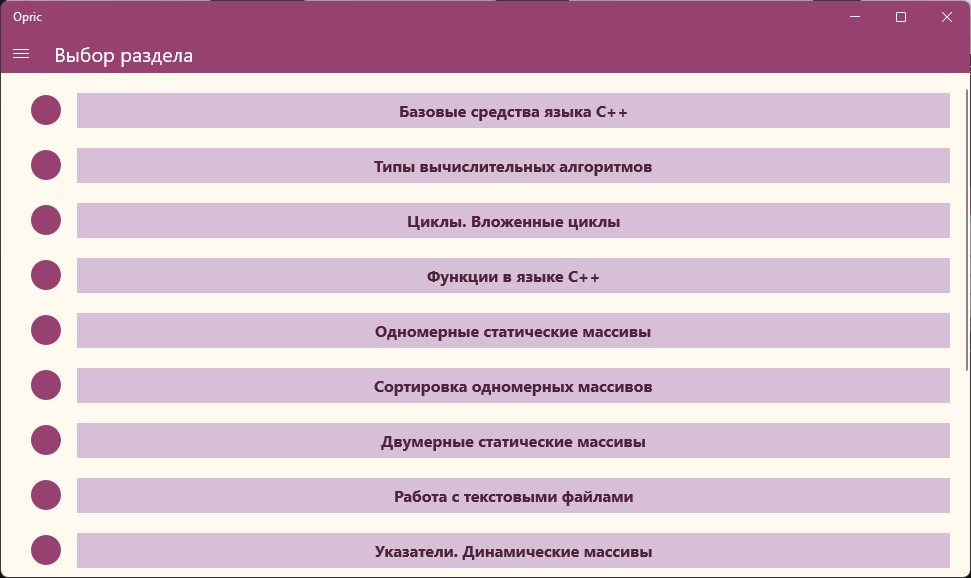 Opric
Выбор раздела
Базовые средства языка C++
Типы вычислительных алгоритмов
Циклы. Вложенные циклы
Функции в языке C++
Одномерные статические массивы
Сортировка одномерных массивов
Двумерные статические массивы
Работа с текстовыми файлами
Указатели. Динамические массивы